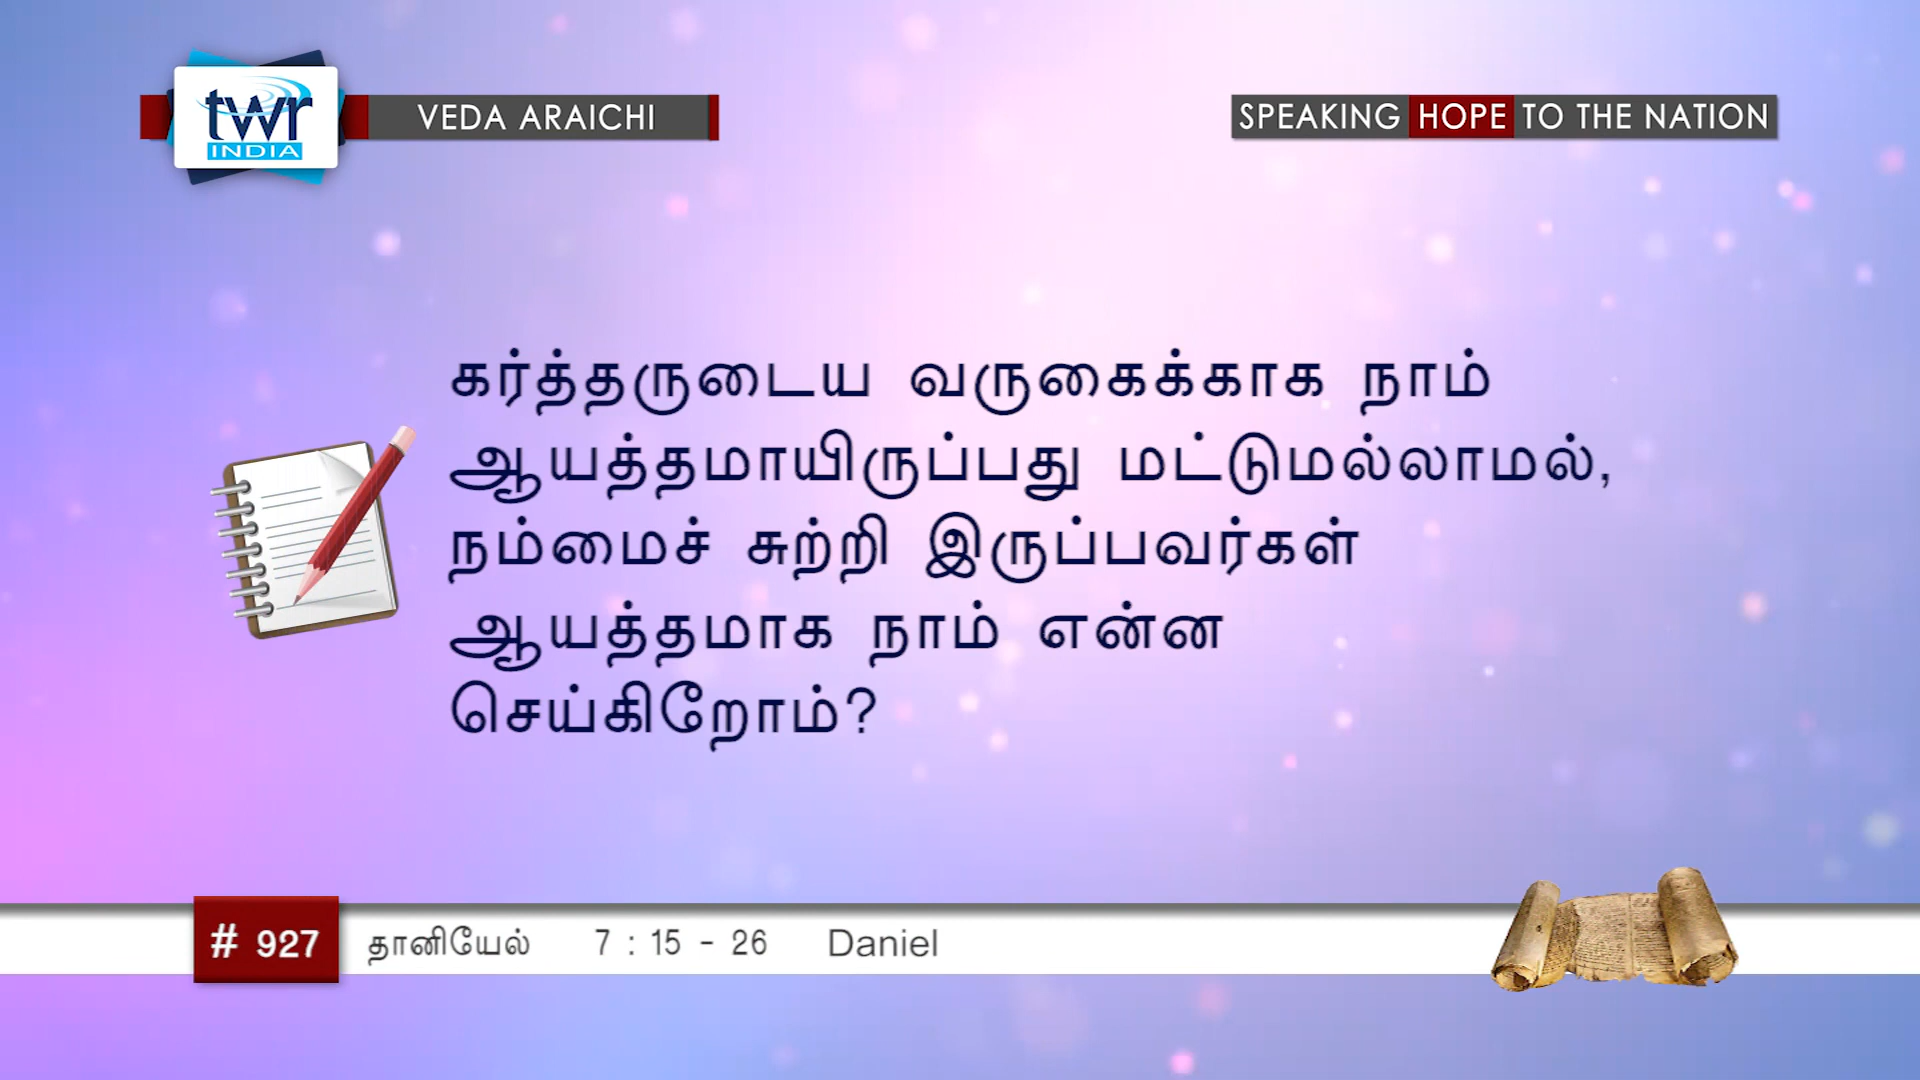 twr
INDIA
VEDA ARAICHI
SPEAKING HOPE TO THE NATION
கர்த்தருடைய வருகைக்காக நாம்
ஆயத்தமாயிருப்பது மட்டுமல்லாமல்,
நம்மைச் சுற்றி இருப்பவர்கள்
ஆயத்தமாக நாம் என்ன
செய்கிறோம்?
# 927 தானியேல் 7 : 15 - 26 Daniel